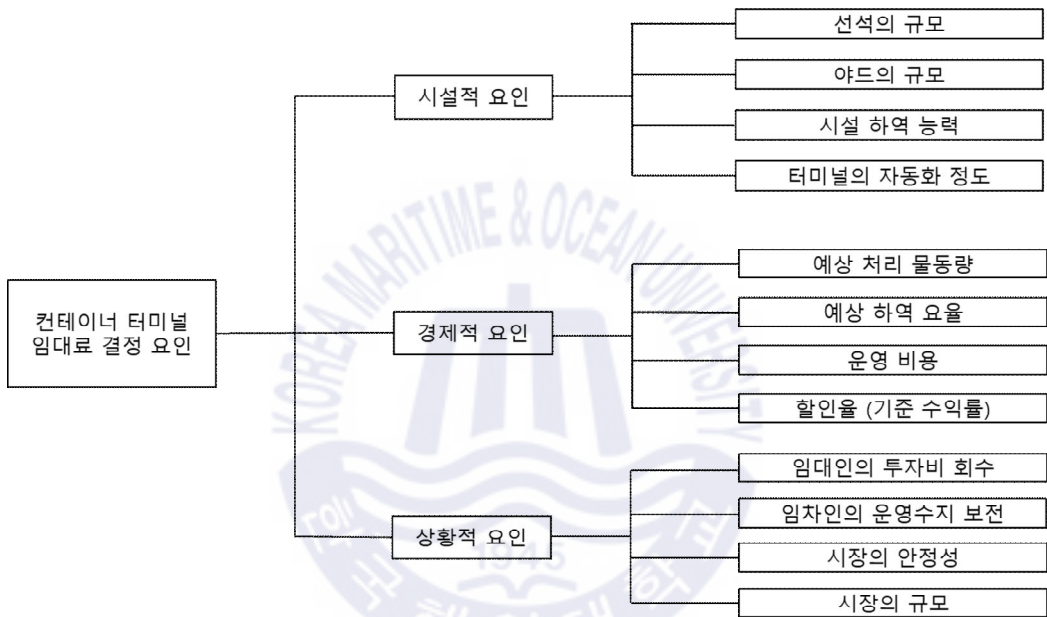 컨테이너 터미널
임대료 결정 요인
시설적 요인
선석의 규모
야드의 규모
시설 하역 능력
터미널의 자동화 정도
경제적 요인
예상 처리 물동량
예상 하역 요율
운영 비용
할인율 (기준 수익률)
상황적 요인
임대인의 투자비 회수
임차인의 운영수지 보전
시장의 안정성
시장의 규모
KOREA MARITIME & OCEAN UNIVERSITY
1945